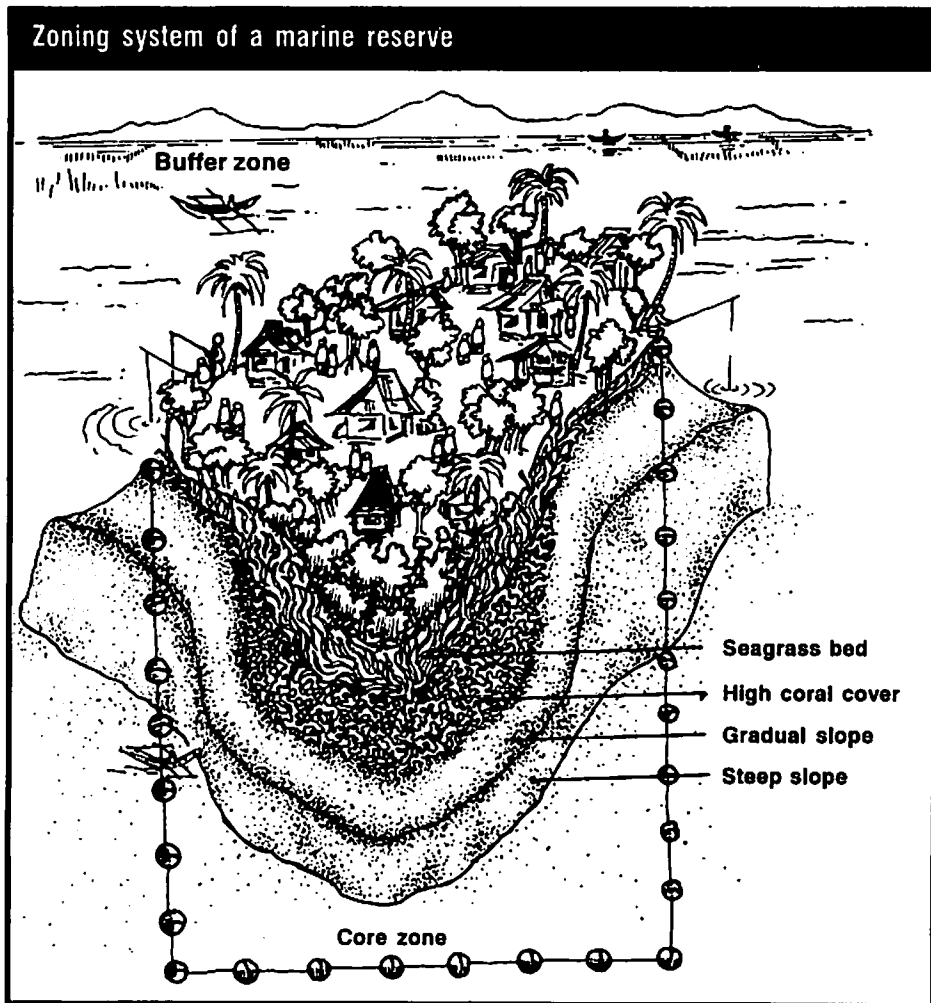 Zoning system of a marine reserve
Buffer zone
Seagrass bed
High coral cover
Gradual slope
Steep slope
Core zone